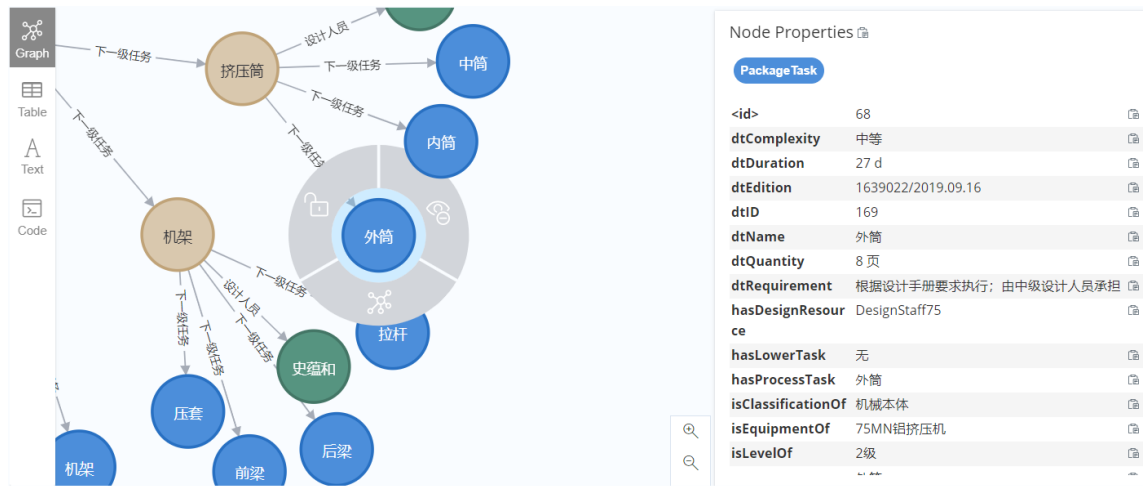 Graph
Table
Text
Code
下一级任务
挤压筒
设计人员
下一级任务
中筒
下一级任务
内筒
下一级任务
下一级任务
外筒
机架
下一级任务
设计人员
下一级任务
下一级任务
下一级任务
拉杆
史蕴和
压套
后梁
前梁
机架
Node Properties
PackageTask
<id> 68
dtComplexity 中等
dtDuration 27 d
dtEdition 1639022/2019.09.16
dtID 169
dtName 外筒
dtQuantity 8 页
dtRequirement 根据设计手册要求执行；由中级设计人员承担
hasDesignResour DesignStaff75
ce
hasLowerTask 无
hasProcessTask 外筒
isClassificationOf 机械本体
isEquipmentOf 75MN铝挤压机
isLevelOf 2级